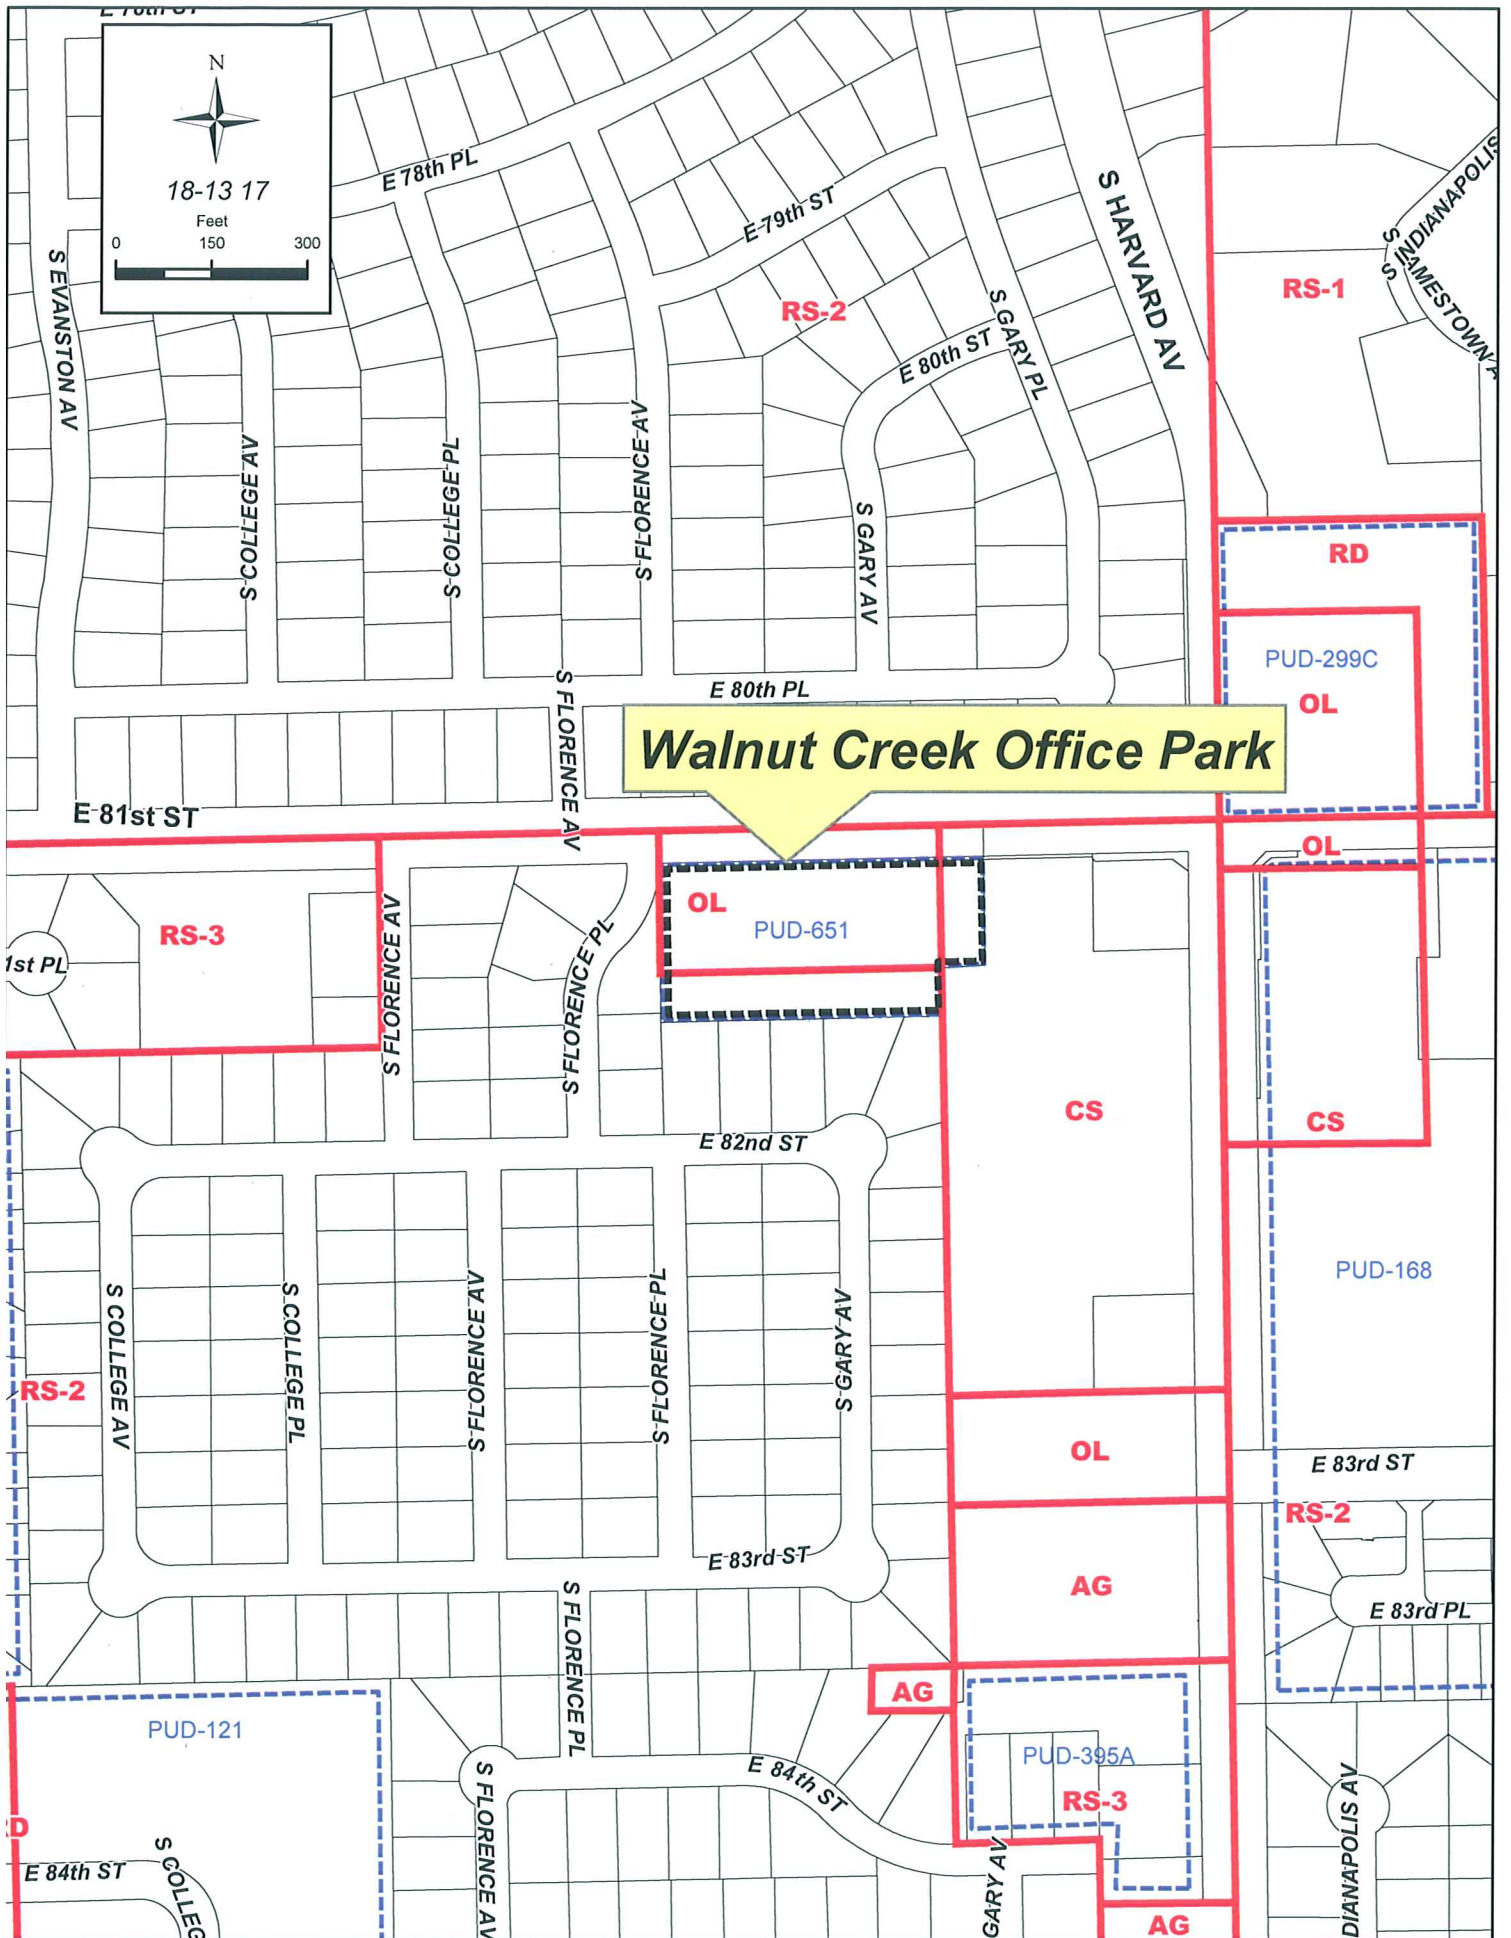 N
18-13 17
Feet
0 150 300
E 78th PL
E 79th ST
S HARVARD AV
S INDIANAPOLIS
S JAMESTOWN
RS-1
S EVANSTON AV
RS-2
S GARY PL
E 80th ST
S COLLEGE AV
S COLLEGE PL
S FLORENCE AV
S GARY AV
RD
PUD-299C
OL
S FLORENCE AV
E 80th PL
Walnut Creek Office Park
E 81st ST
OL
RS-3
1st PL
S FLORENCE AV
S FLORENCE PL
OL
PUD-651
CS
CS
E 82nd ST
PUD-168
RS-2
S COLLEGE AV
S COLLEGE PL
S FLORENCE AV
S FLORENCE PL
S GARY AV
OL
E 83rd ST
RS-2
E 83rd ST
AG
E 83rd PL
S FLORENCE PL
AG
PUD-121
PUD-395A
RS-3
E 84th ST
S FLORENCE AV
GARY AV
DIANAPOLIS AV
E 84th ST
S COLLEG
AG